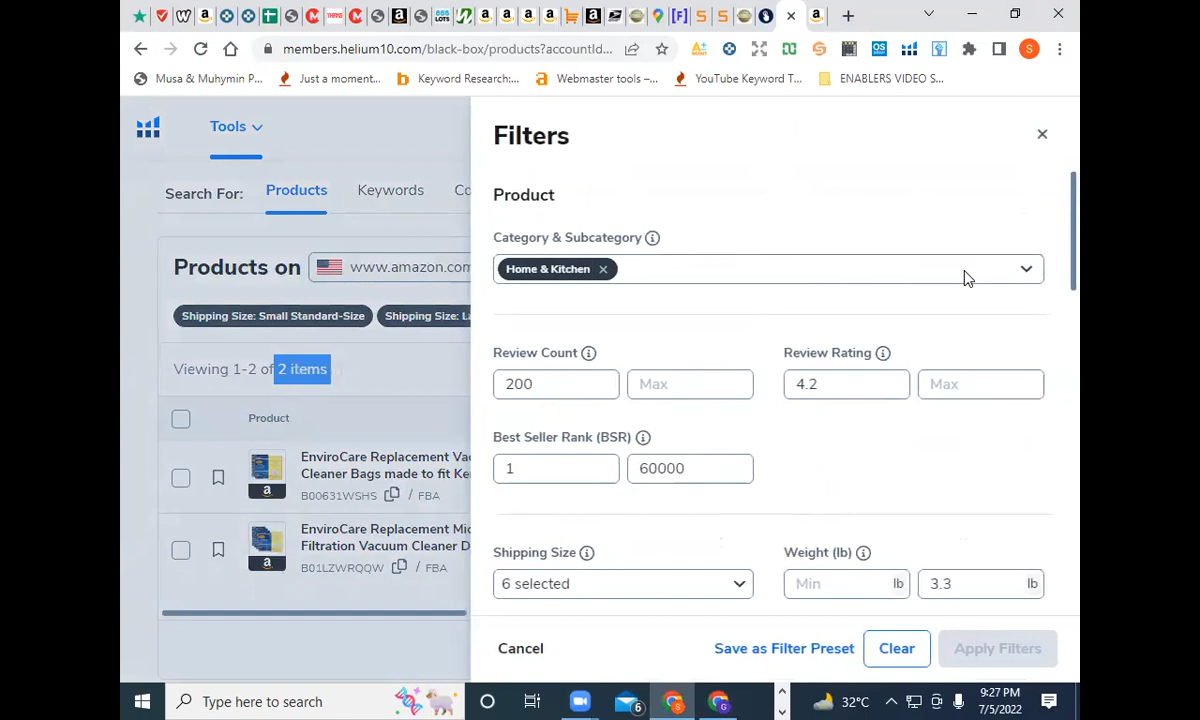 members.helium10.com/black-box/products?accountId...
Musa & Muhymin P...
Just a moment...
Keyword Research:...
Webmaster tools –...
YouTube Keyword T...
ENABLERS VIDEO S...
Tools
Search For:
Products
Keywords
Co
Products on
www.amazon.com
Shipping Size: Small Standard-Size
Shipping Size: La
Viewing 1-2 of 2 items
Product
EnviroCare Replacement Vac
Cleaner Bags made to fit Ke
B00631WSHS / FBA
EnviroCare Replacement Mic
Filtration Vacuum Cleaner D
B01LZWRQQW / FBA
Filters
Product
Category & Subcategory
Home & Kitchen
Review Count
200
Max
Review Rating
4.2
Max
Best Seller Rank (BSR)
1
60000
Shipping Size
6 selected
Weight (lb)
Min lb
3.3 lb
Cancel
Save as Filter Preset
Clear
Apply Filters
Type here to search
6
32°C
9:27 PM
7/5/2022